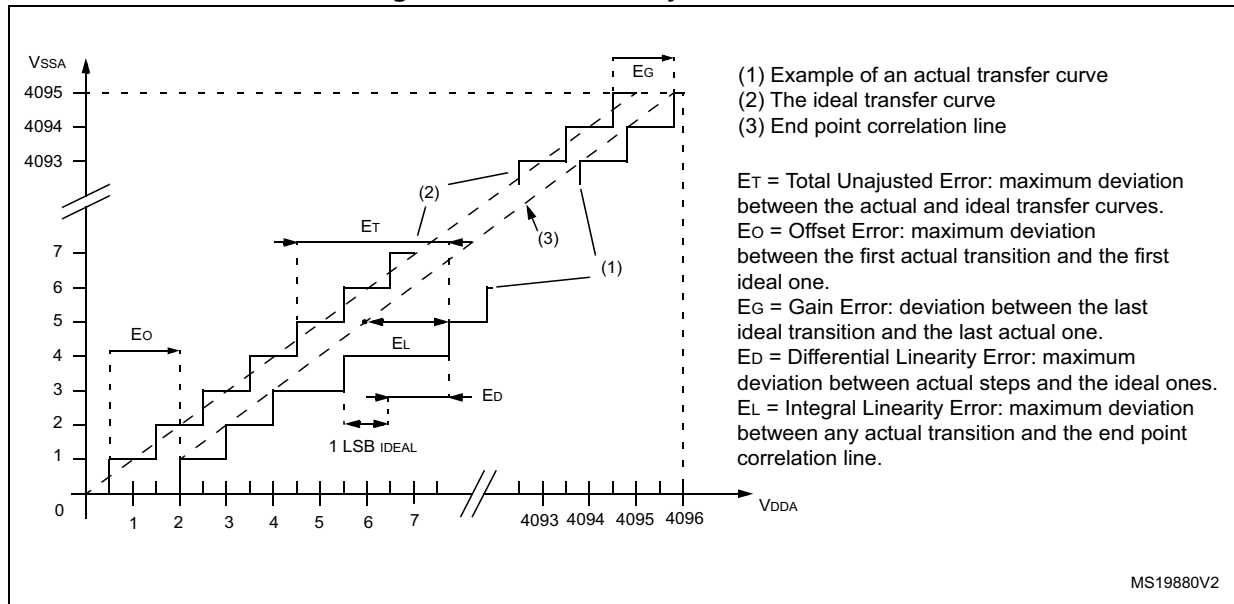 VSSA
EG
4095
4094
4093
(2)
ET
(3)
7
(1)
6
5
EO
EL
4
3
ED
2
1 LSB IDEAL
1
0
1 2 3 4 5 6 7 4093 4094 4095 4096
VDDA
(1) Example of an actual transfer curve
(2) The ideal transfer curve
(3) End point correlation line
ET = Total Unajusted Error: maximum deviation
between the actual and ideal transfer curves.
EO = Offset Error: maximum deviation
between the first actual transition and the first
ideal one.
EG = Gain Error: deviation between the last
ideal transition and the last actual one.
ED = Differential Linearity Error: maximum
deviation between actual steps and the ideal ones.
EL = Integral Linearity Error: maximum deviation
between any actual transition and the end point
correlation line.
MS19880V2